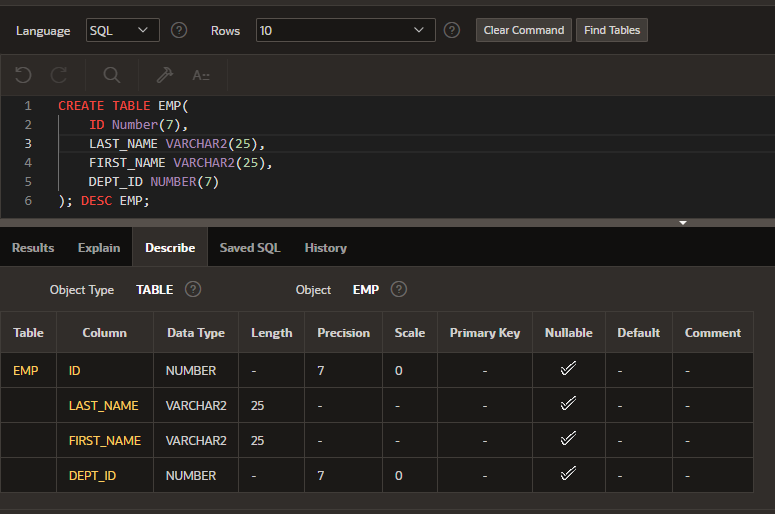 Language SQL ? Rows 10 ? Clear Command Find Tables
A::
1 CREATE TABLE EMP(
2 ID Number(7),
3 LAST_NAME VARCHAR2(25),
4 FIRST_NAME VARCHAR2(25),
5 DEPT_ID NUMBER(7)
6 ); DESC EMP;
Results Explain Describe Saved SQL History
Object Type TABLE ? Object EMP ?
Table Column Data Type Length Precision Scale Primary Key Nullable Default Comment
EMP ID NUMBER - 7 0 - - -
LAST_NAME VARCHAR2 25 - - - - -
FIRST_NAME VARCHAR2 25 - - - - -
DEPT_ID NUMBER - 7 0 - - -